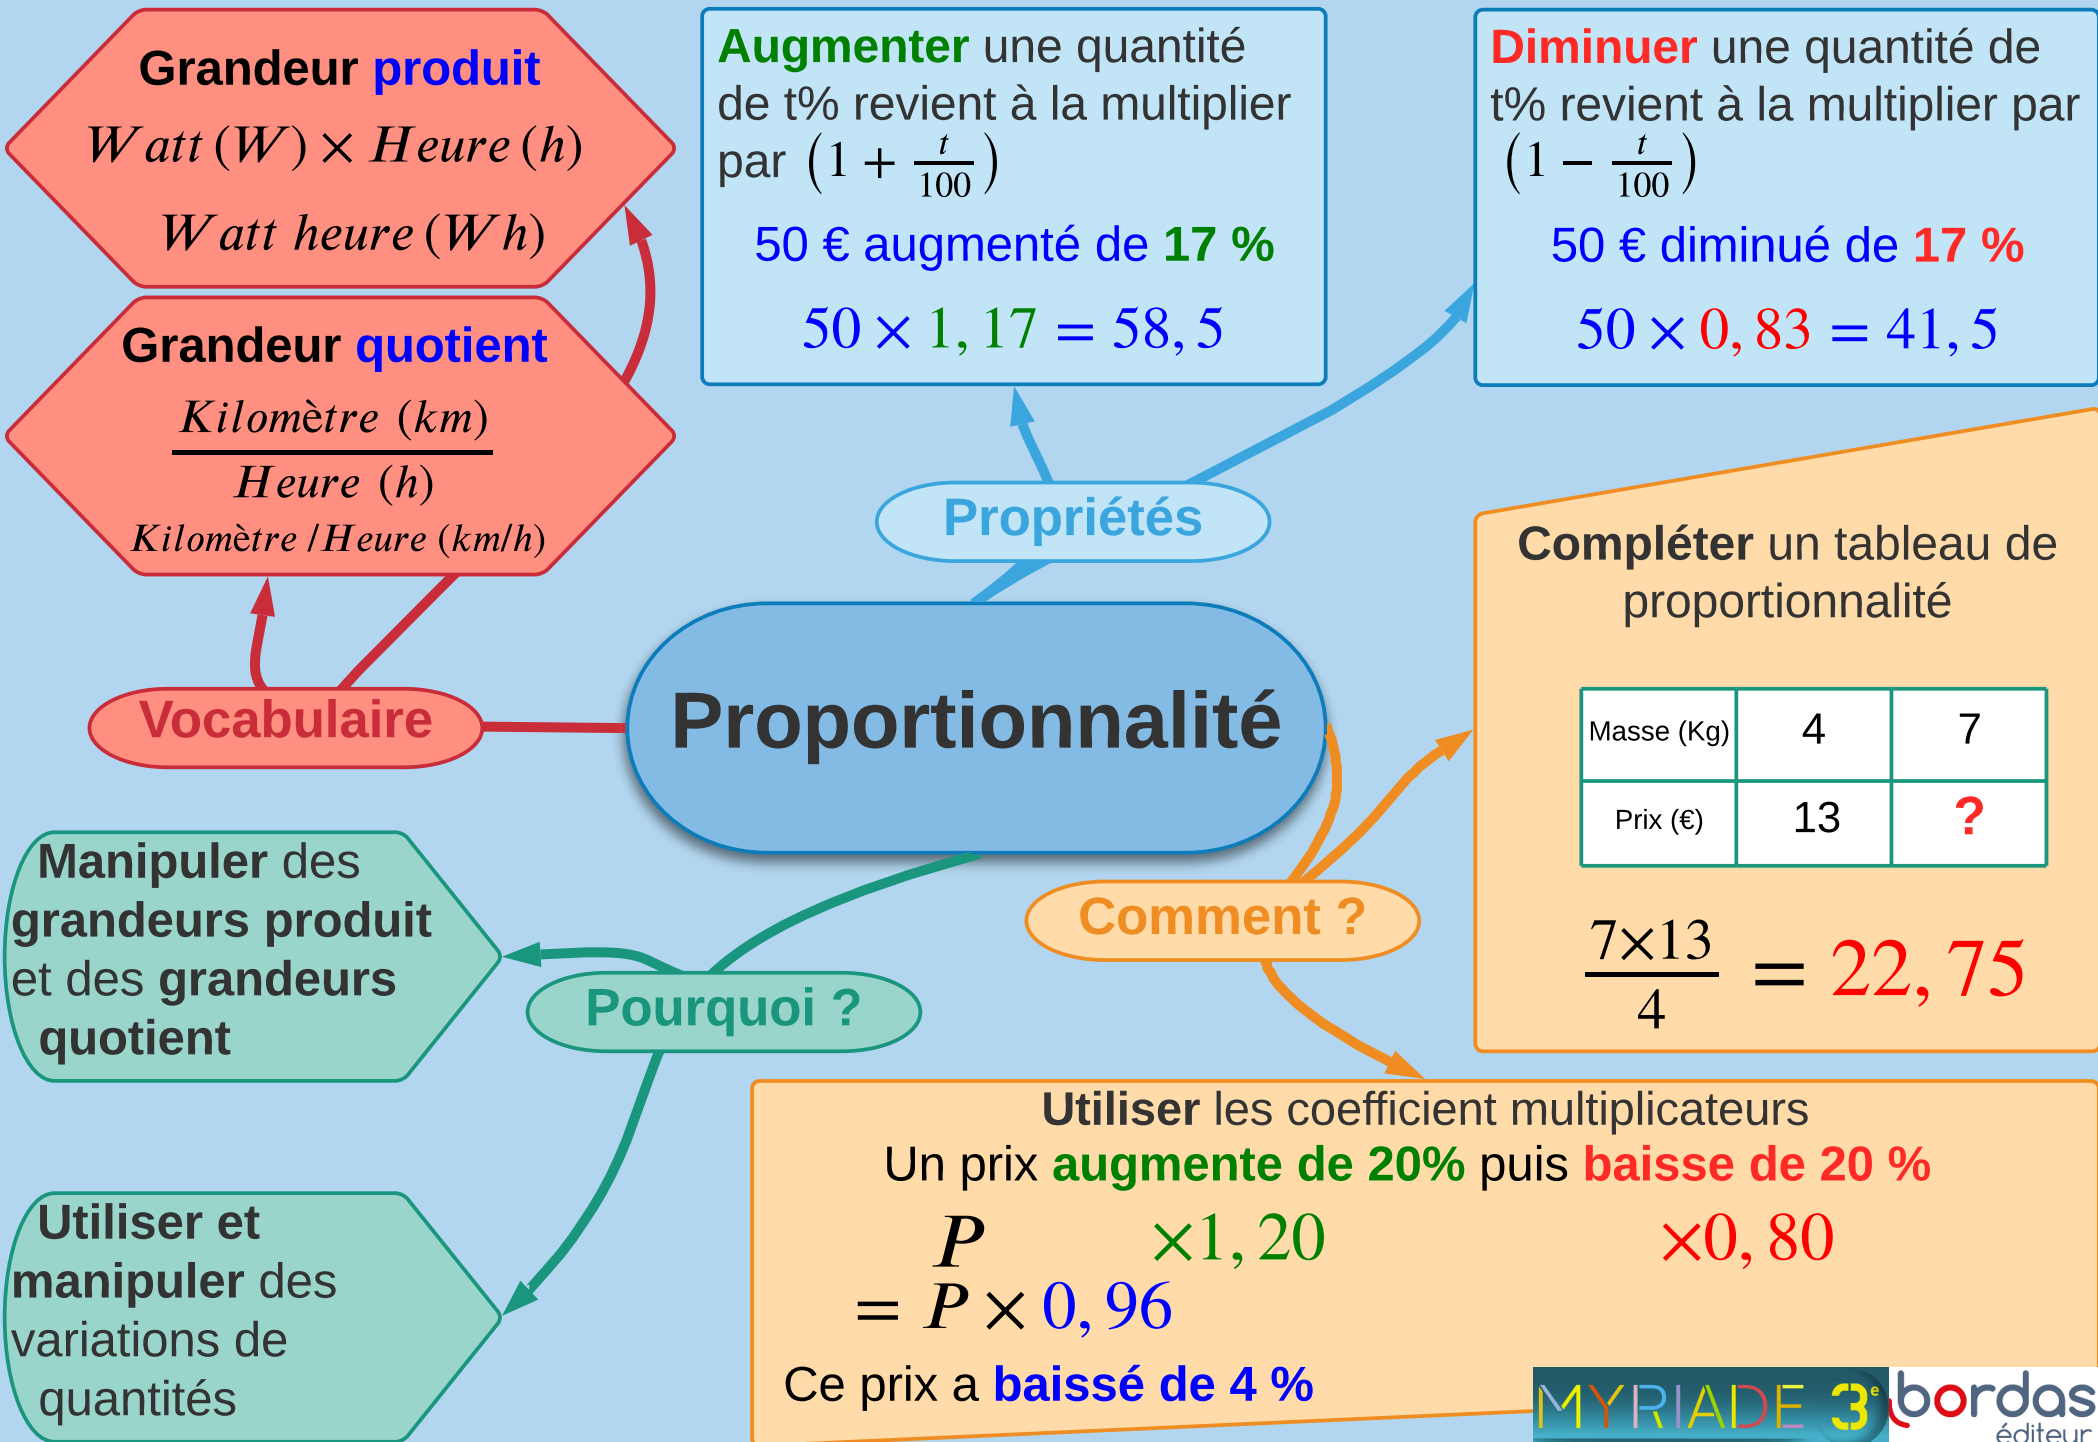 Grandeur produit
Watt (W) × Heure (h)
Watt heure (Wh)
Grandeur quotient
Kilomètre (km)
Heure (h)
Kilomètre /Heure (km/h)
Augmenter une quantité
de t% revient à la multiplier
par (1 + t/100)
50 € augmenté de 17 %
50 × 1, 17 = 58, 5
Diminuer une quantité de
t% revient à la multiplier par
(1 − t/100)
50 € diminué de 17 %
50 × 0, 83 = 41, 5
Propriétés
Vocabulaire
Proportionnalité
Compléter un tableau de
proportionnalité
Masse (Kg) 4 7
Prix (€) 13 ?
7×13/4 = 22, 75
Comment ?
Manipuler des
grandeurs produit
et des grandeurs
quotient
Pourquoi ?
Utiliser et
manipuler des
variations de
quantités
Utiliser les coefficient multiplicateurs
Un prix augmente de 20% puis baisse de 20 %
P ×1, 20 ×0, 80
= P × 0, 96
Ce prix a baissé de 4 %
MYRIADE 3e
bordas
éditeur